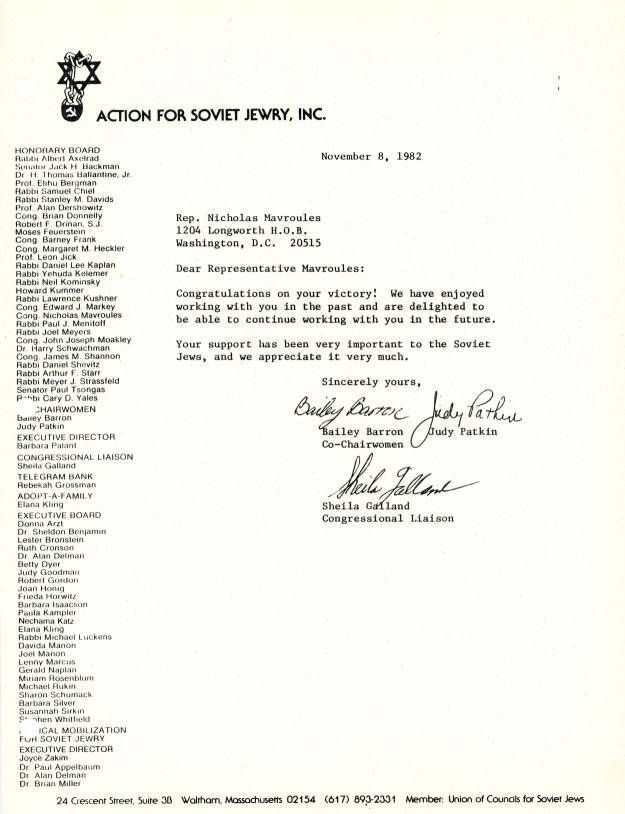 ACTION FOR SOVIET JEWRY, INC.
HONORARY BOARD
Rabbi Albert Axelrad
Senator Jack H. Backman
Dr. H. Thomas Ballantine, Jr.
Prof. Elihu Bergman
Rabbi Samuel Chiel
Rabbi Stanley M. Davids
Prof. Alan Dershowitz
Cong. Brian Donnelly
Robert F. Drinan, S.J.
Moses Feuerstein
Cong. Barney Frank
Cong. Margaret M. Heckler
Prof. Leon Jick
Rabbi Daniel Lee Kaplan
Rabbi Yehuda Kelemer
Rabbi Neil Kominsky
Howard Kummer
Rabbi Lawrence Kushner
Cong. Edward J. Markey
Cong. Nicholas Mavroules
Rabbi Paul J. Menitoff
Rabbi Joel Meyers
Cong. John Joseph Moakley
Dr. Harry Schwachman
Cong. James M. Shannon
Rabbi Daniel Shevitz
Rabbi Arthur F. Starr
Rabbi Meyer J. Strassfeld
Senator Paul Tsongas
Cary D. Yales
CHAIRWOMEN
Bailey Barron
Judy Patkin
EXECUTIVE DIRECTOR
Barbara Palant
CONGRESSIONAL LIAISON
Sheila Galland
TELEGRAM BANK
Rebekah Grossman
ADOPT-A-FAMILY
Elana Kling
EXECUTIVE BOARD
Donna Arzt
Dr. Sheldon Benjamin
Lester Bronstein
Ruth Cronson
Dr. Alan Delman
Betty Dyer
Judy Goodman
Robert Gordon
Joan Honig
Frieda Horwitz
Barbara Isaacson
Paula Kampler
Nechama Katz
Elana Kling
Rabbi Michael Luckens
Davida Manon
Joel Manon
Lenny Marcus
Gerald Naplan
Miriam Rosenblum
Michael Rukin
Sharon Schumack
Barbara Silver
Susannah Sirkin
Whitfield
ICAL MOBILIZATION
FOR SOVIET JEWRY
EXECUTIVE DIRECTOR
Joyce Zakim
Dr. Paul Appelbaum
Dr. Alan Delman
Dr. Brian Miller
November 8, 1982
Rep. Nicholas Mavroules
1204 Longworth H.O.B.
Washington, D.C. 20515
Dear Representative Mavroules:
Congratulations on your victory! We have enjoyed
working with you in the past and are delighted to
be able to continue working with you in the future.
Your support has been very important to the Soviet
Jews, and we appreciate it very much.
Sincerely yours,
Bailey Barron Judy Patkin
Bailey Barron Judy Patkin
Co-Chairwomen
Sheila Galland
Sheila Galland
Congressional Liaison
24 Crescent Street, Suite 3B Waltham, Massachusetts 02154 (617) 893-2331 Member: Union of Councils for Soviet Jews